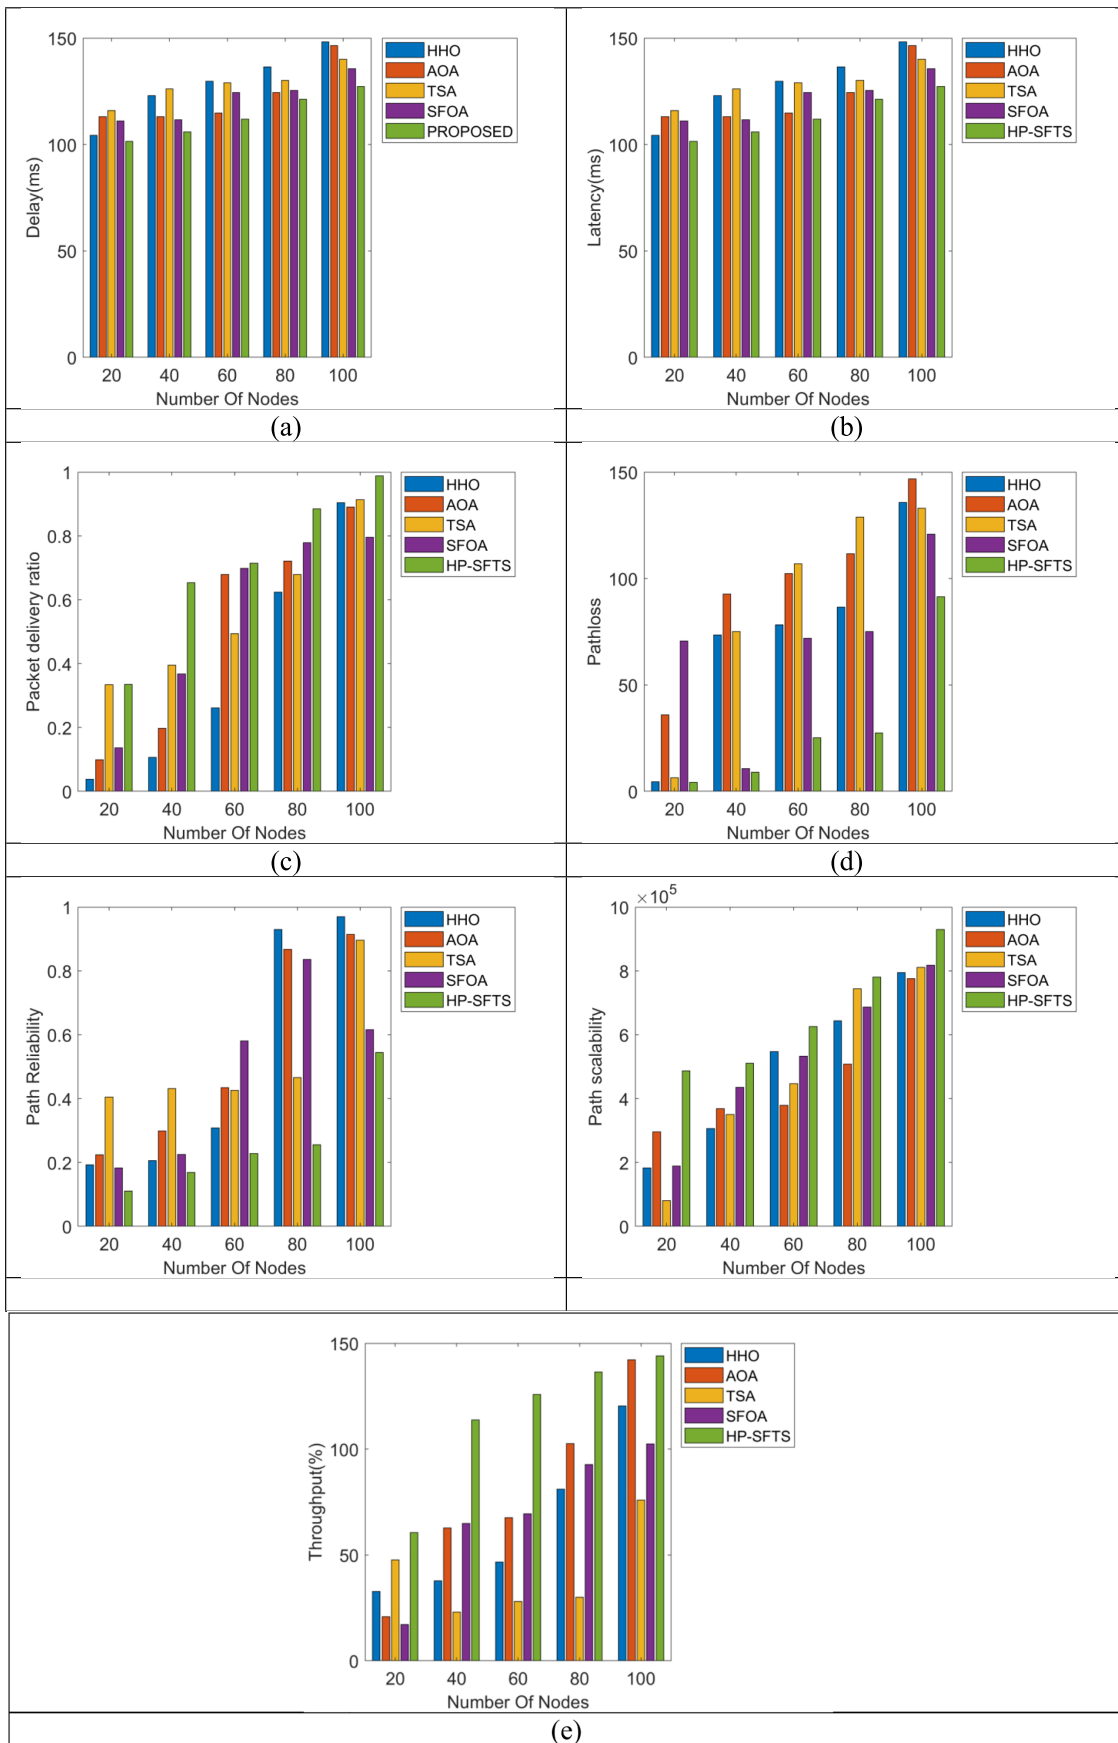 150
100
50
0
Delay(ms)
20 40 60 80 100
Number Of Nodes
HHO
AOA
TSA
SFOA
PROPOSED
150
100
50
0
Latency(ms)
20 40 60 80 100
Number Of Nodes
HHO
AOA
TSA
SFOA
HP-SFTS
(a)
(b)
1
0.8
0.6
0.4
0.2
0
Packet delivery ratio
20 40 60 80 100
Number Of Nodes
HHO
AOA
TSA
SFOA
HP-SFTS
150
100
50
0
Pathloss
20 40 60 80 100
Number Of Nodes
HHO
AOA
TSA
SFOA
HP-SFTS
(c)
(d)
1
0.8
0.6
0.4
0.2
0
Path Reliability
20 40 60 80 100
Number Of Nodes
HHO
AOA
TSA
SFOA
HP-SFTS
×10⁵
10
8
6
4
2
0
Path scalability
20 40 60 80 100
Number Of Nodes
HHO
AOA
TSA
SFOA
HP-SFTS
150
100
50
0
Throughput(%)
20 40 60 80 100
Number Of Nodes
HHO
AOA
TSA
SFOA
HP-SFTS
(e)